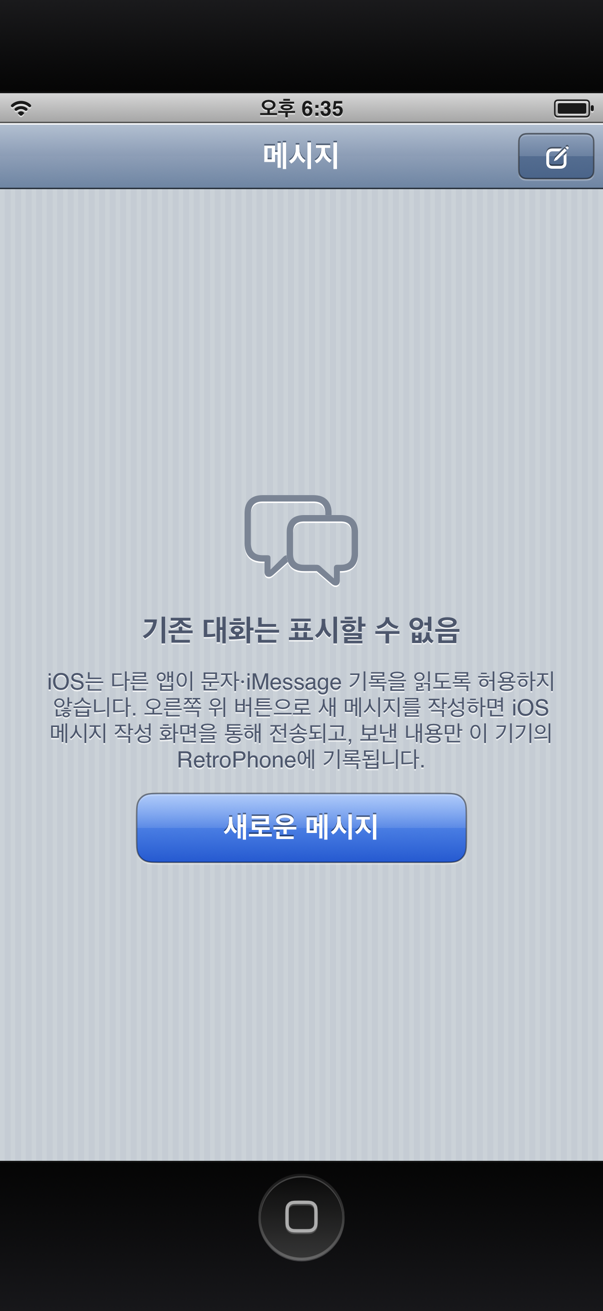 오후 6:35
메시지
기존 대화는 표시할 수 없음
iOS는 다른 앱이 문자·iMessage 기록을 읽도록 허용하지
않습니다. 오른쪽 위 버튼으로 새 메시지를 작성하면 iOS
메시지 작성 화면을 통해 전송되고, 보낸 내용만 이 기기의
RetroPhone에 기록됩니다.
새로운 메시지